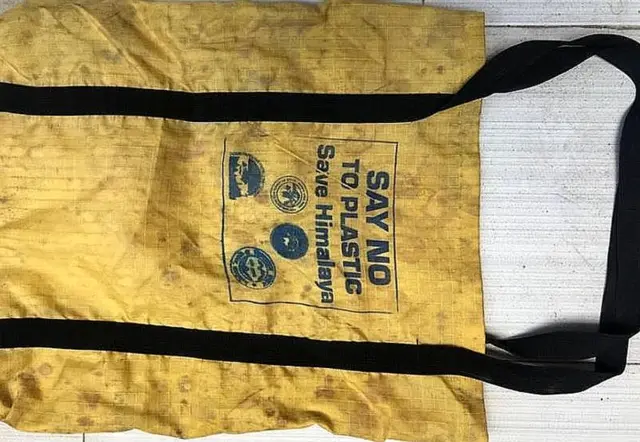 SAY NO
TO, PLASTIC
Save Himalaya